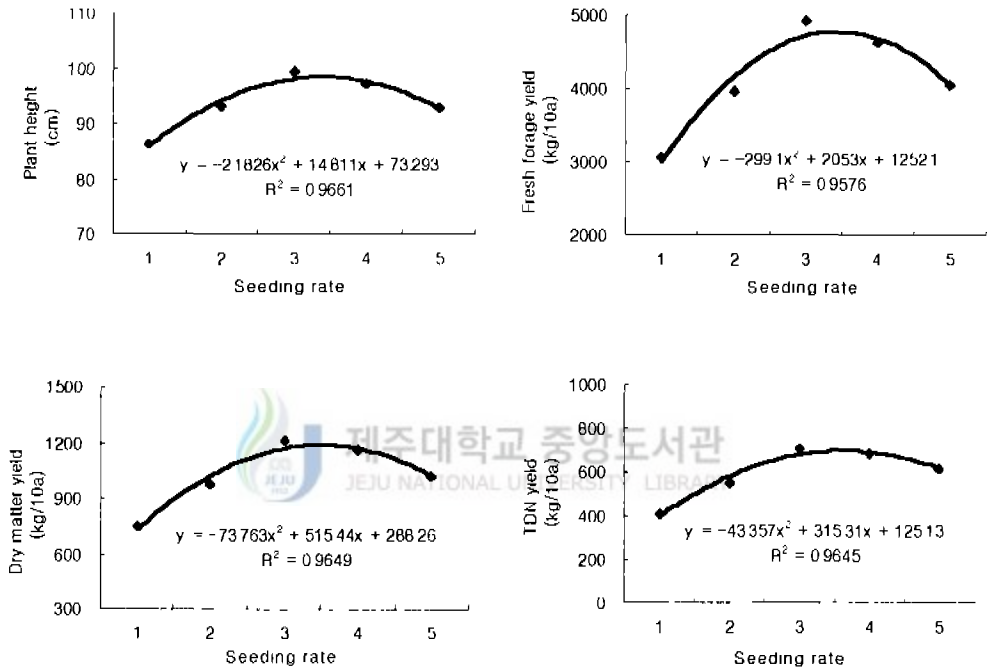 110
100
90
80
70
Plant height
(cm)
y = -2.1826x² + 14.811x + 73.293
R² = 0.9661
1 2 3 4 5
Seeding rate
5000
4000
3000
2000
Fresh forage yield
(kg/10a)
y = -299.1x² + 2053x + 1252.1
R² = 0.9576
1 2 3 4 5
Seeding rate
1500
1200
900
600
300
Dry matter yield
(kg/10a)
y = -73.763x² + 515.44x + 288.26
R² = 0.9649
1 2 3 4 5
Seeding rate
1000
800
600
400
200
0
TDN yield
(kg/10a)
y = -43.357x² + 315.31x + 125.13
R² = 0.9645
1 2 3 4 5
Seeding rate
제주대학교 중앙도서관
JEJU NATIONAL UNIVERSITY LIBRARY
JEJU